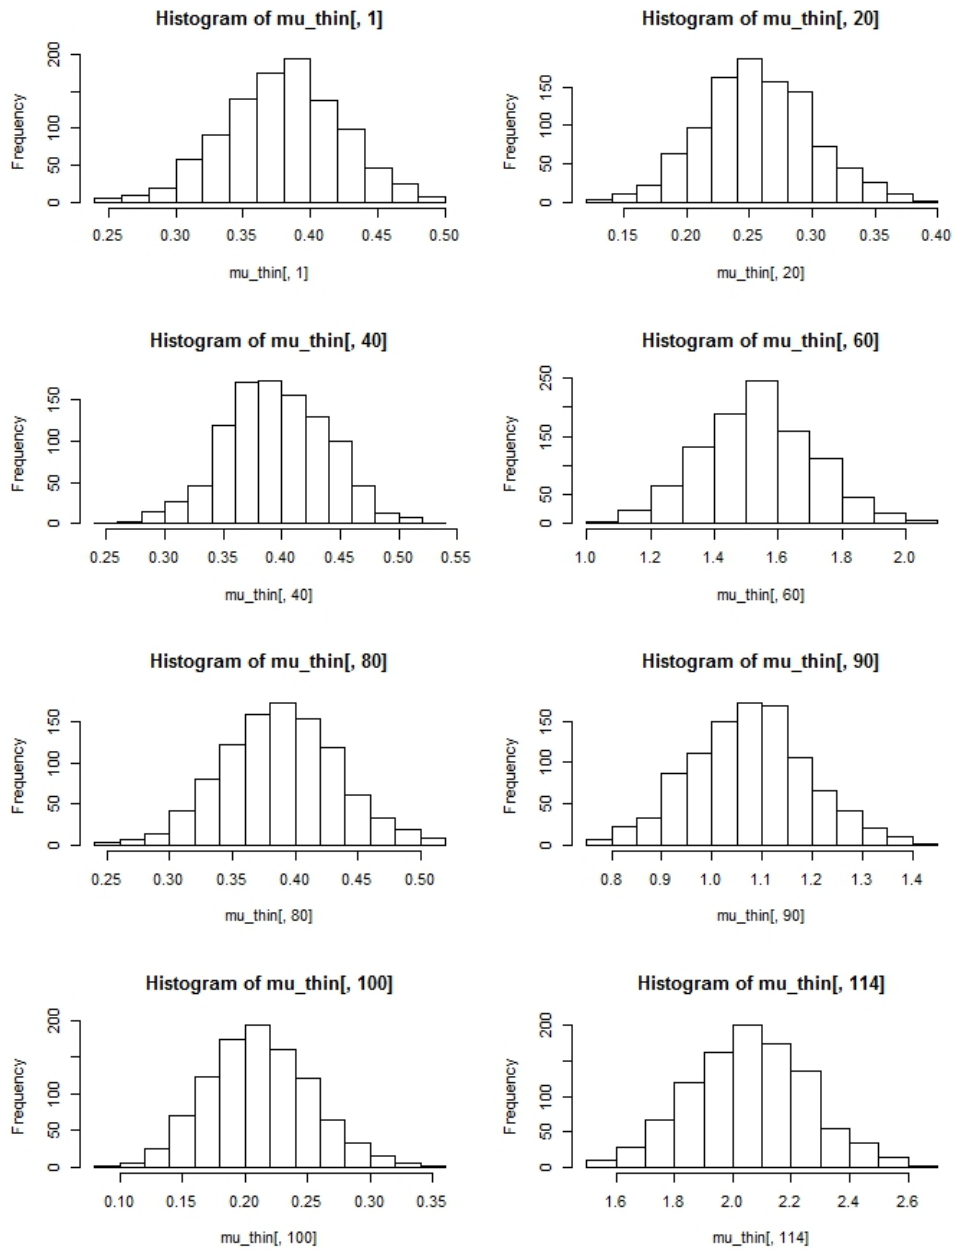 Histogram of mu_thin[, 1]
Frequency
0
50
100
200
0.25 0.30 0.35 0.40 0.45 0.50
mu_thin[, 1]
Histogram of mu_thin[, 20]
Frequency
0
50
100
150
0.15 0.20 0.25 0.30 0.35 0.40
mu_thin[, 20]
Histogram of mu_thin[, 40]
Frequency
0
50
100
150
0.25 0.30 0.35 0.40 0.45 0.50 0.55
mu_thin[, 40]
Histogram of mu_thin[, 60]
Frequency
0
50
150
250
1.0 1.2 1.4 1.6 1.8 2.0
mu_thin[, 60]
Histogram of mu_thin[, 80]
Frequency
0
50
100
150
0.25 0.30 0.35 0.40 0.45 0.50
mu_thin[, 80]
Histogram of mu_thin[, 90]
Frequency
0
50
100
150
0.8 0.9 1.0 1.1 1.2 1.3 1.4
mu_thin[, 90]
Histogram of mu_thin[, 100]
Frequency
0
50
100
200
0.10 0.15 0.20 0.25 0.30 0.35
mu_thin[, 100]
Histogram of mu_thin[, 114]
Frequency
0
50
100
200
1.6 1.8 2.0 2.2 2.4 2.6
mu_thin[, 114]